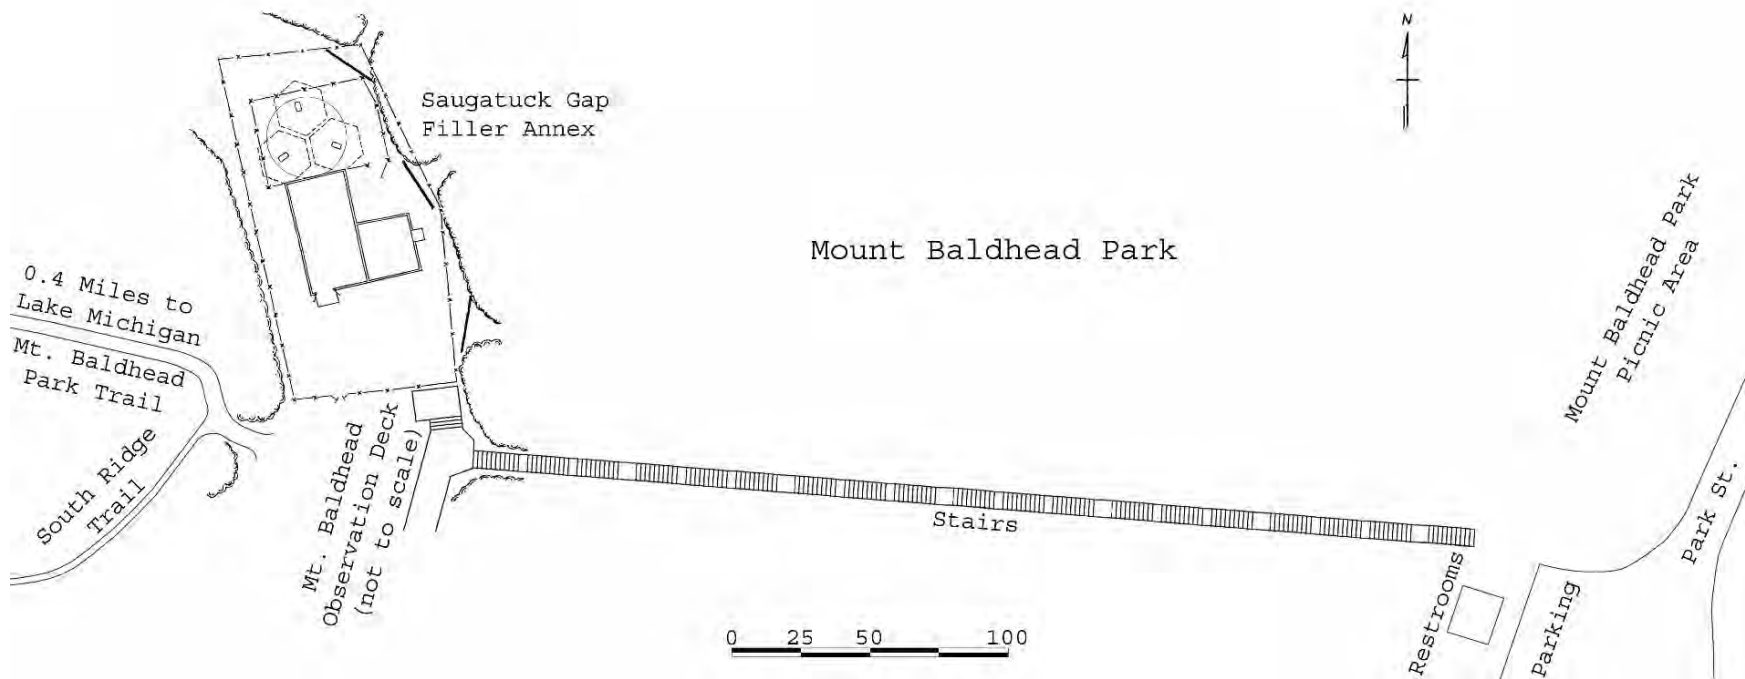 N
Saugatuck Gap
Filler Annex
Mount Baldhead Park
Mount Baldhead Park
Picnic Area
0.4 Miles to
Lake Michigan
Mt. Baldhead
Park Trail
South Ridge
Trail
Mt. Baldhead
Observation Deck
(not to scale)
Stairs
Park St.
Restrooms
Parking
0 25 50 100